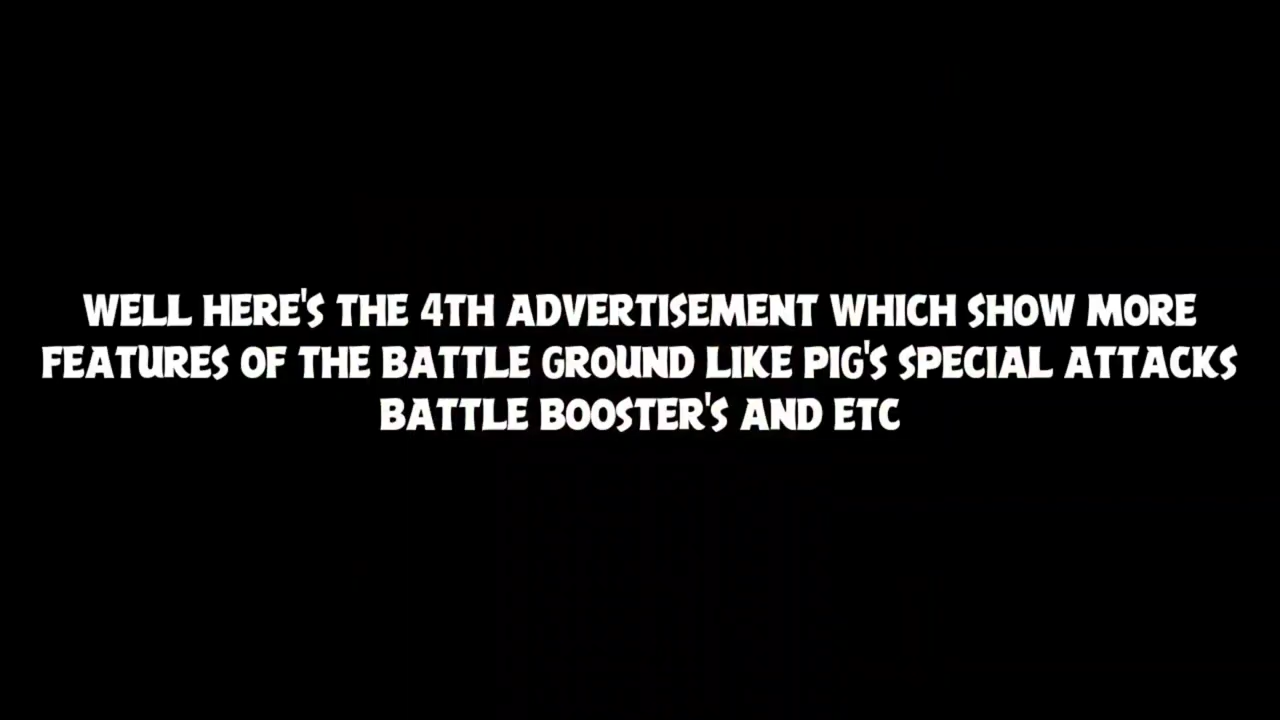 WELL HERE'S THE 4TH ADVERTISEMENT WHICH SHOW MORE
FEATURES OF THE BATTLE GROUND LIKE PIG'S SPECIAL ATTACKS
BATTLE BOOSTER'S AND ETC